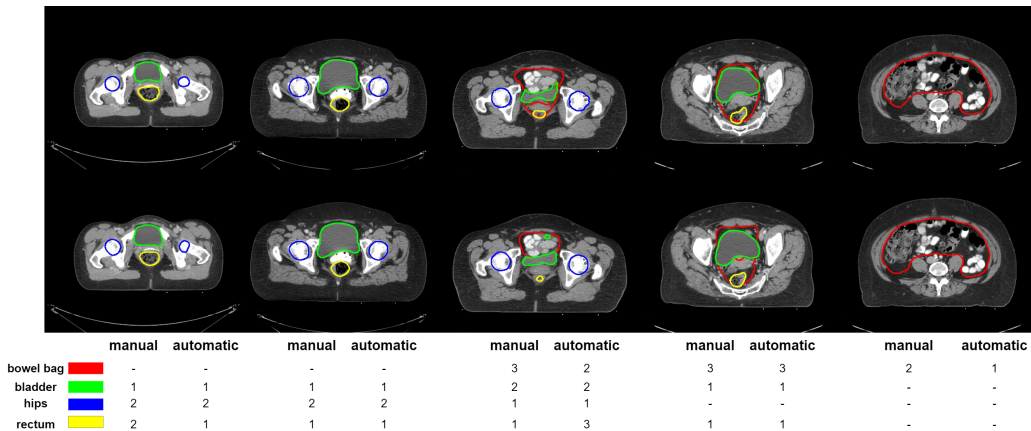 manual automatic manual automatic manual automatic manual automatic manual automatic
bowel bag - - - - 3 2 3 3 2 1
bladder 1 1 1 1 2 2 1 1 - -
hips 2 2 2 2 1 1 - - - -
rectum 2 1 1 1 1 3 1 1 - -